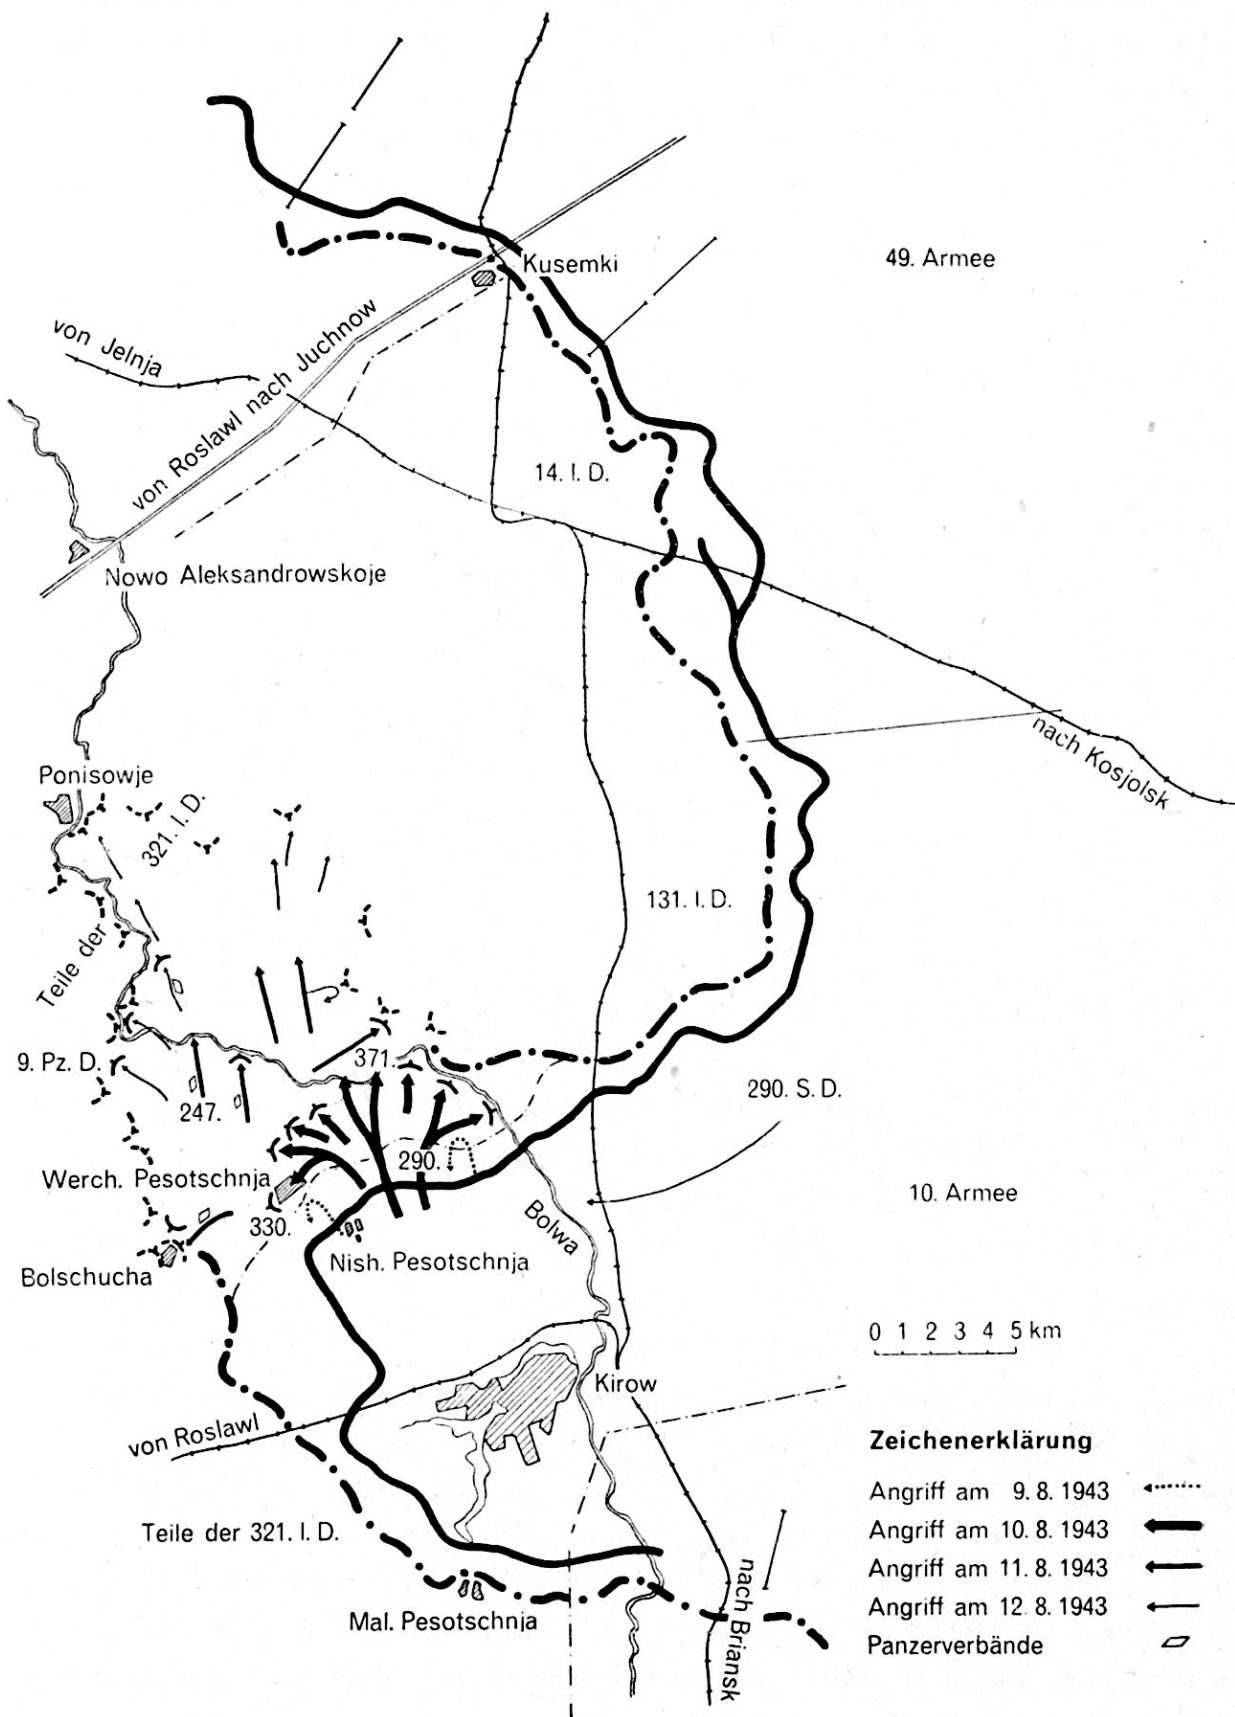 Kusemki
49. Armee
von Jelnja
von Roslawl nach Juchnow
14. I. D.
Nowo Aleksandrowskoje
nach Kosjolsk
Ponisowje
321. I. D.
Teile der
131. I. D.
9. Pz. D.
371.
247.
290. S. D.
Werch. Pesotschnja
290.
10. Armee
330.
Bolwa
Nish. Pesotschnja
Bolschucha
0 1 2 3 4 5 km
Kirow
von Roslawl
Zeichenerklärung
Angriff am 9. 8. 1943
Angriff am 10. 8. 1943
Angriff am 11. 8. 1943
Angriff am 12. 8. 1943
Panzerverbände
Teile der 321. I. D.
nach Briansk
Mal. Pesotschnja